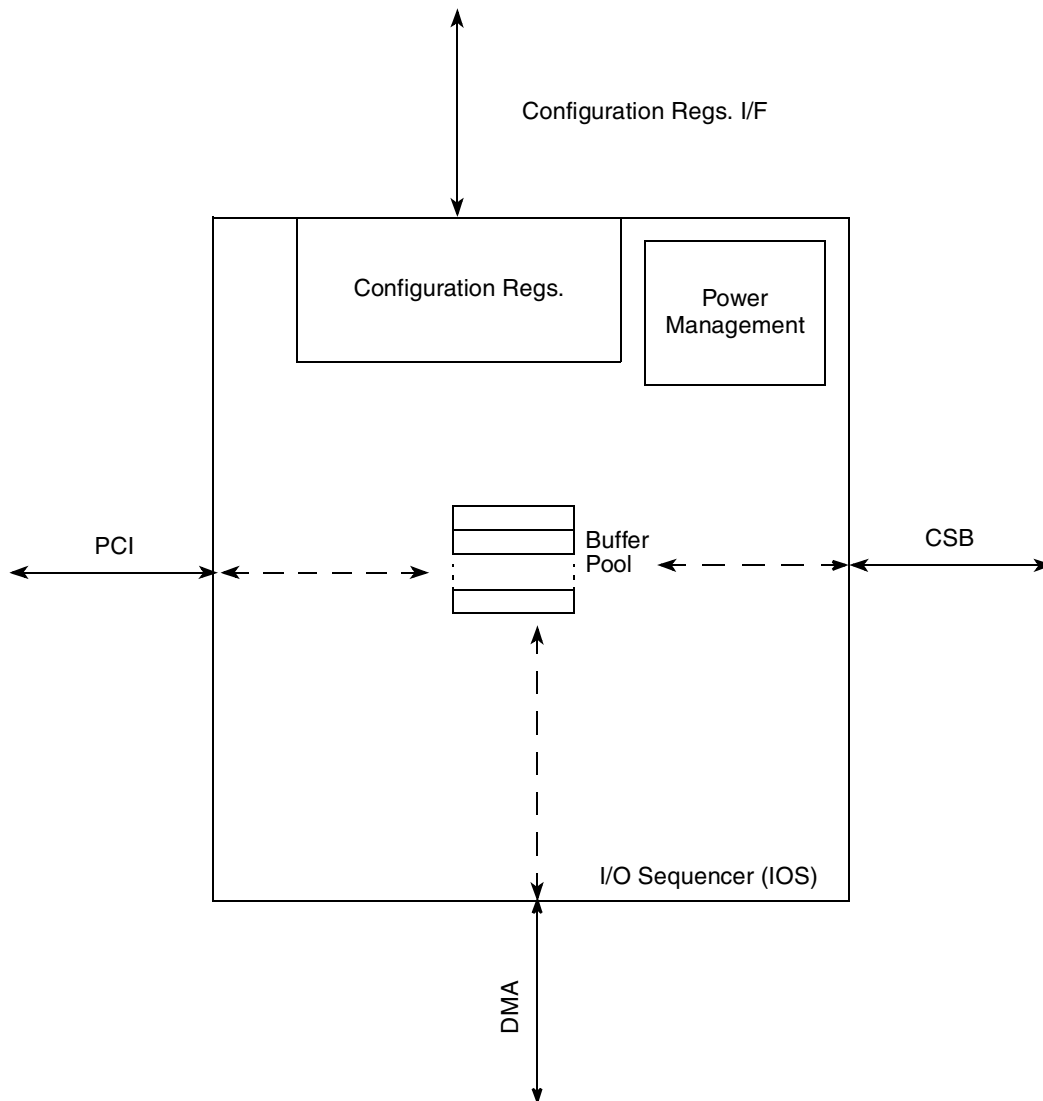 Configuration Regs. I/F
Configuration Regs.
Power
Management
PCI
Buffer
Pool
CSB
I/O Sequencer (IOS)
DMA